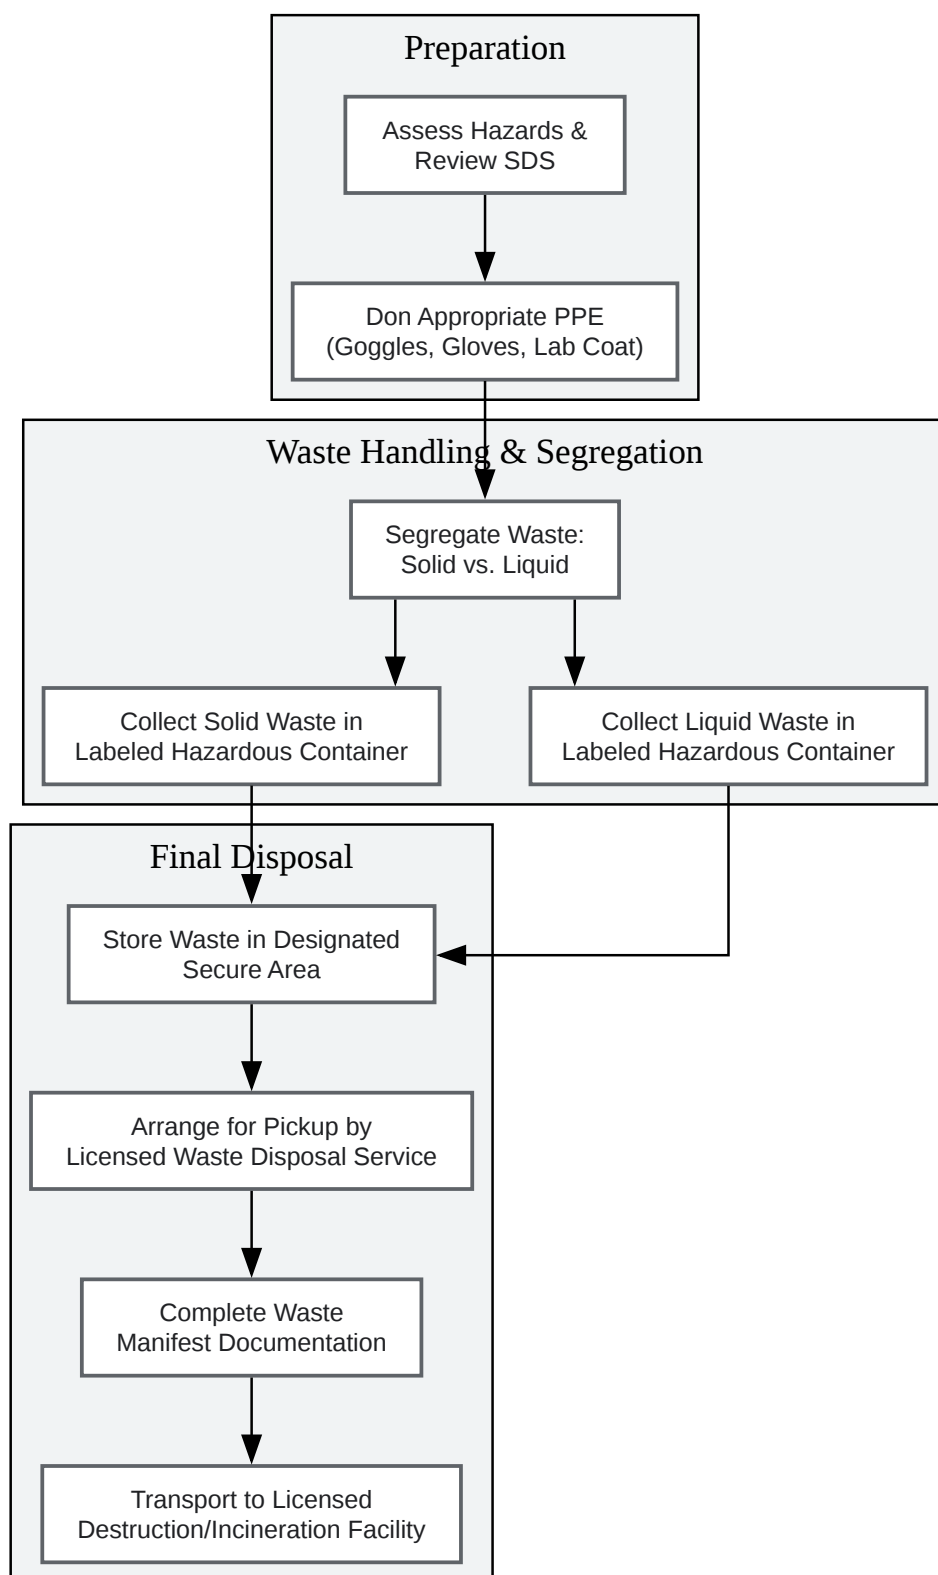 Preparation
Assess Hazards &
Review SDS
Don Appropriate PPE
(Goggles, Gloves, Lab Coat)
Waste Handling & Segregation
Segregate Waste:
Solid vs. Liquid
Collect Solid Waste in
Labeled Hazardous Container
Collect Liquid Waste in
Labeled Hazardous Container
Final Disposal
Store Waste in Designated
Secure Area
Arrange for Pickup by
Licensed Waste Disposal Service
Complete Waste
Manifest Documentation
Transport to Licensed
Destruction/Incineration Facility